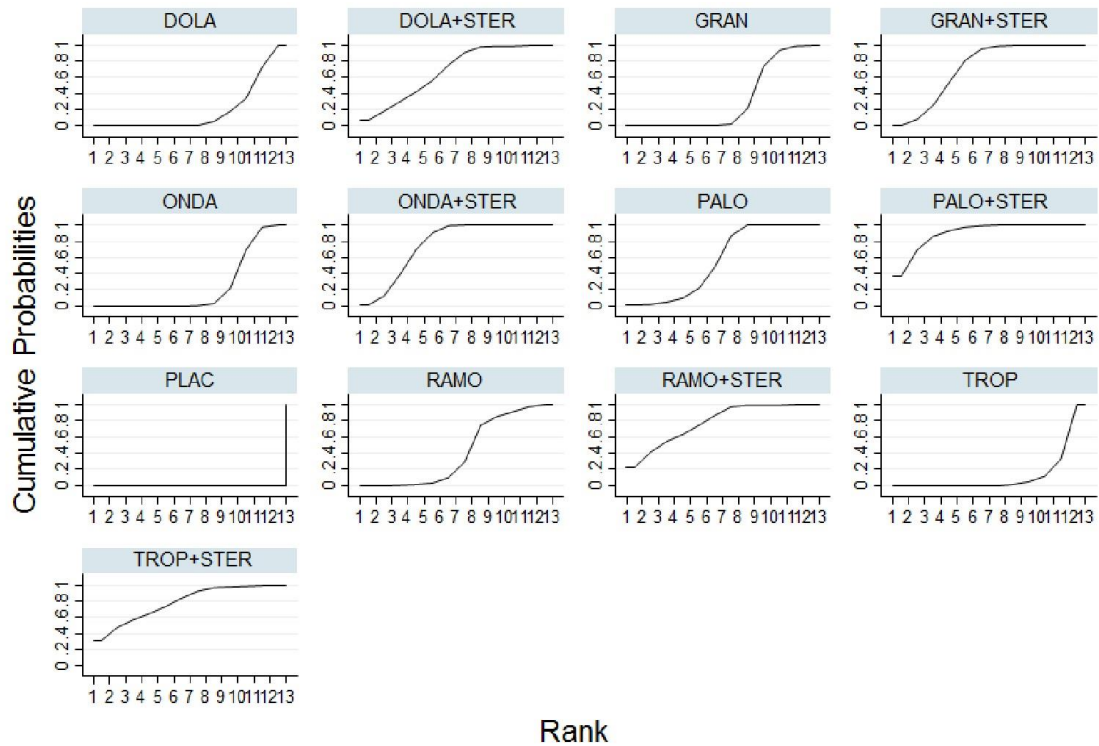 DOLA
DOLA+STER
GRAN
GRAN+STER
0 .2 .4 .6 .8 1
1 2 3 4 5 6 7 8 9 10 11 12 13
0 .2 .4 .6 .8 1
1 2 3 4 5 6 7 8 9 10 11 12 13
0 .2 .4 .6 .8 1
1 2 3 4 5 6 7 8 9 10 11 12 13
0 .2 .4 .6 .8 1
1 2 3 4 5 6 7 8 9 10 11 12 13
ONDA
ONDA+STER
PALO
PALO+STER
0 .2 .4 .6 .8 1
1 2 3 4 5 6 7 8 9 10 11 12 13
0 .2 .4 .6 .8 1
1 2 3 4 5 6 7 8 9 10 11 12 13
0 .2 .4 .6 .8 1
1 2 3 4 5 6 7 8 9 10 11 12 13
0 .2 .4 .6 .8 1
1 2 3 4 5 6 7 8 9 10 11 12 13
Cumulative Probabilities
PLAC
RAMO
RAMO+STER
TROP
0 .2 .4 .6 .8 1
1 2 3 4 5 6 7 8 9 10 11 12 13
0 .2 .4 .6 .8 1
1 2 3 4 5 6 7 8 9 10 11 12 13
0 .2 .4 .6 .8 1
1 2 3 4 5 6 7 8 9 10 11 12 13
0 .2 .4 .6 .8 1
1 2 3 4 5 6 7 8 9 10 11 12 13
TROP+STER
0 .2 .4 .6 .8 1
1 2 3 4 5 6 7 8 9 10 11 12 13
Rank